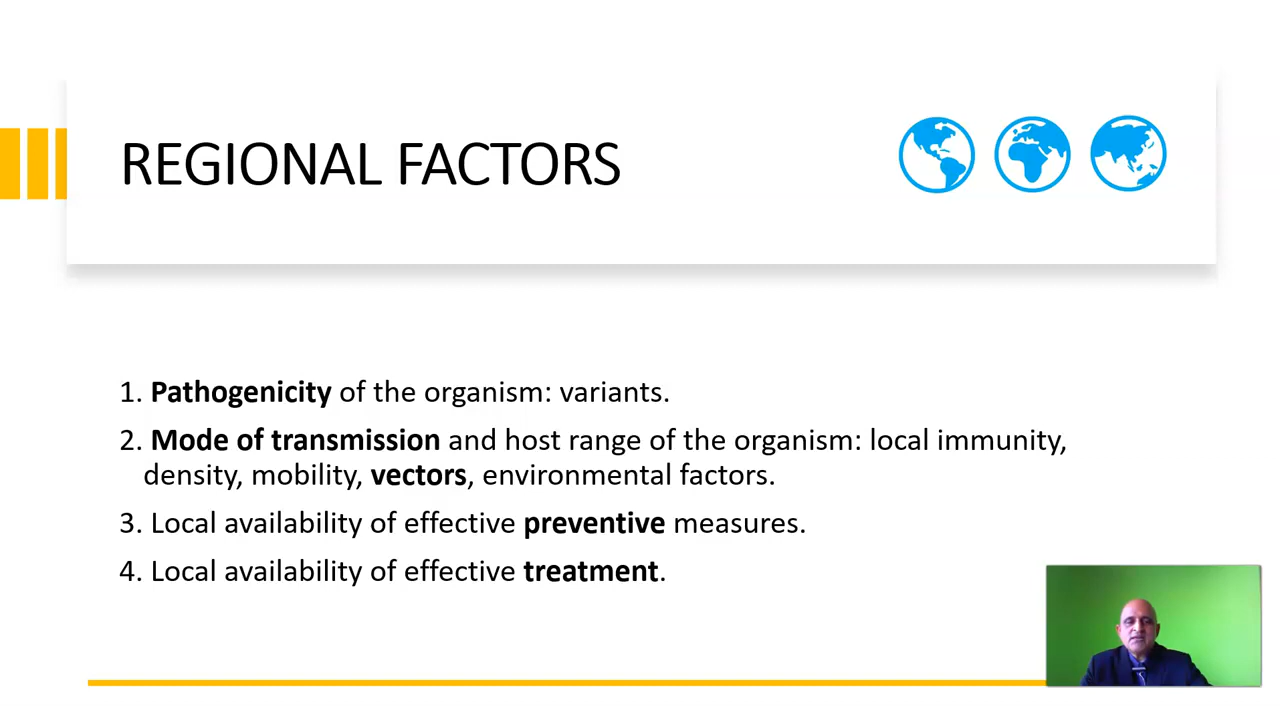 REGIONAL FACTORS
1. Pathogenicity of the organism: variants.
2. Mode of transmission and host range of the organism: local immunity,
density, mobility, vectors, environmental factors.
3. Local availability of effective preventive measures.
4. Local availability of effective treatment.